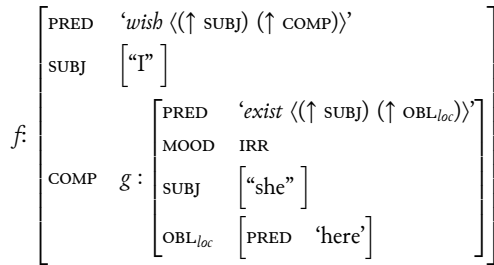 PRED ‘wish ⟨(↑ SUBJ) (↑ COMP)⟩’
SUBJ [“I” ]
PRED ‘exist ⟨(↑ SUBJ) (↑ OBLloc)⟩’
MOOD IRR
f: COMP g : SUBJ [“she” ]
OBLloc [PRED ‘here’]